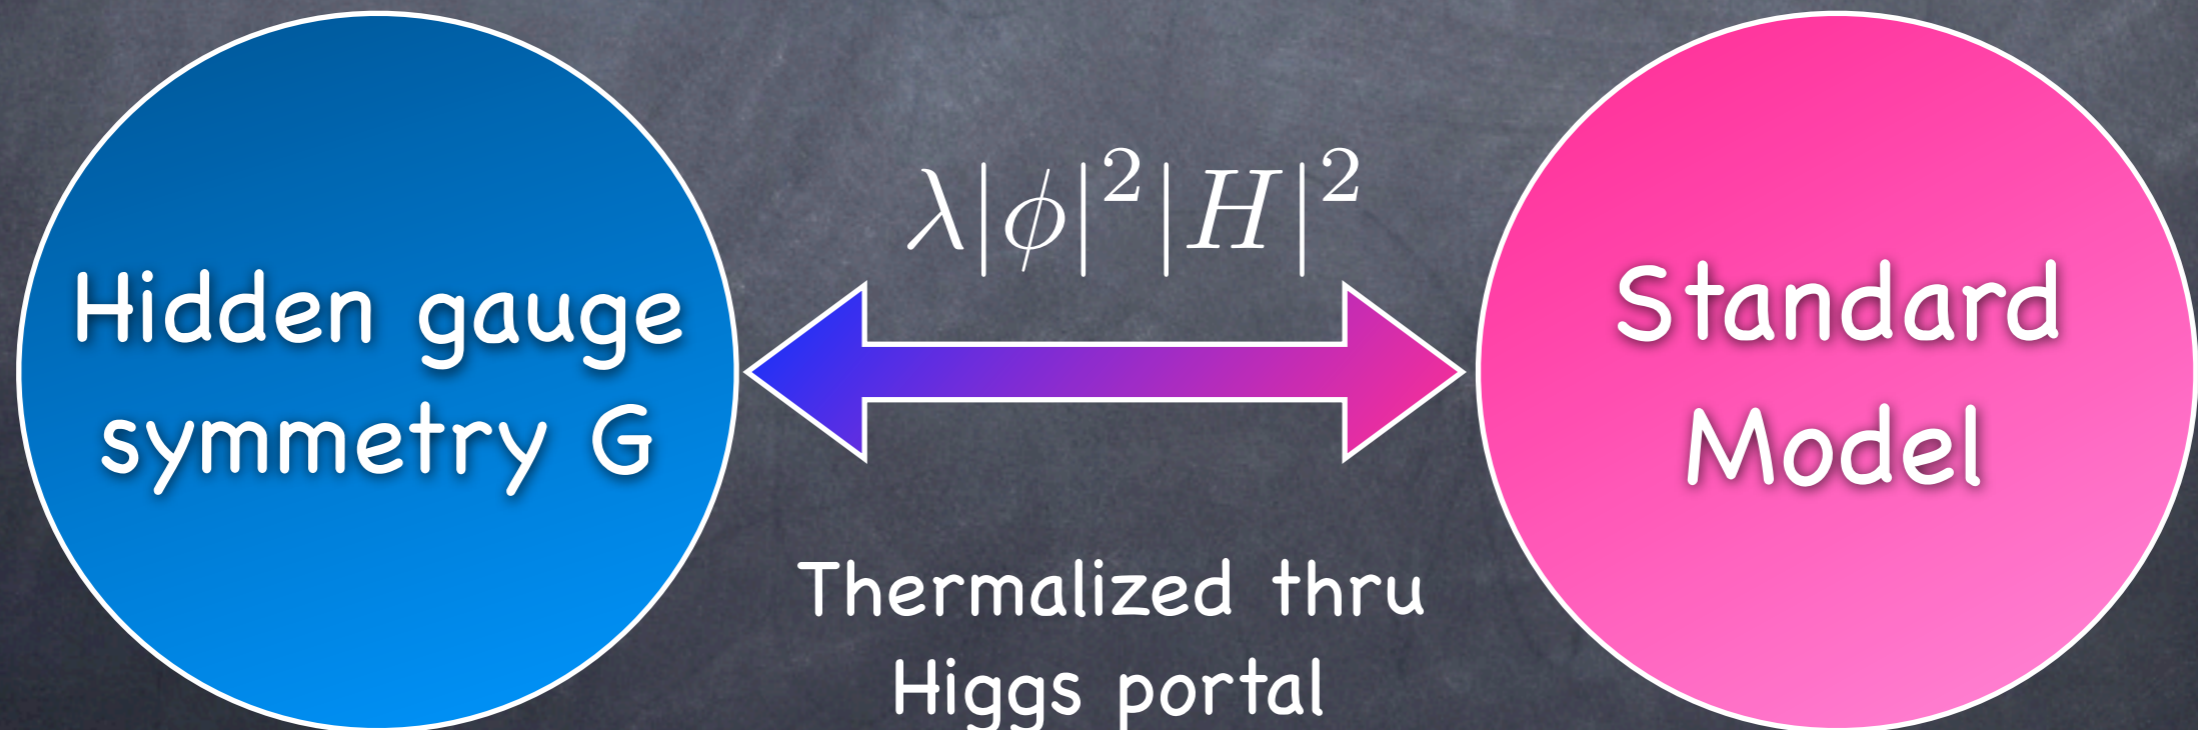 Hidden gauge
symmetry G
λ|ϕ|²|H|²
Thermalized thru
Higgs portal
Standard
Model